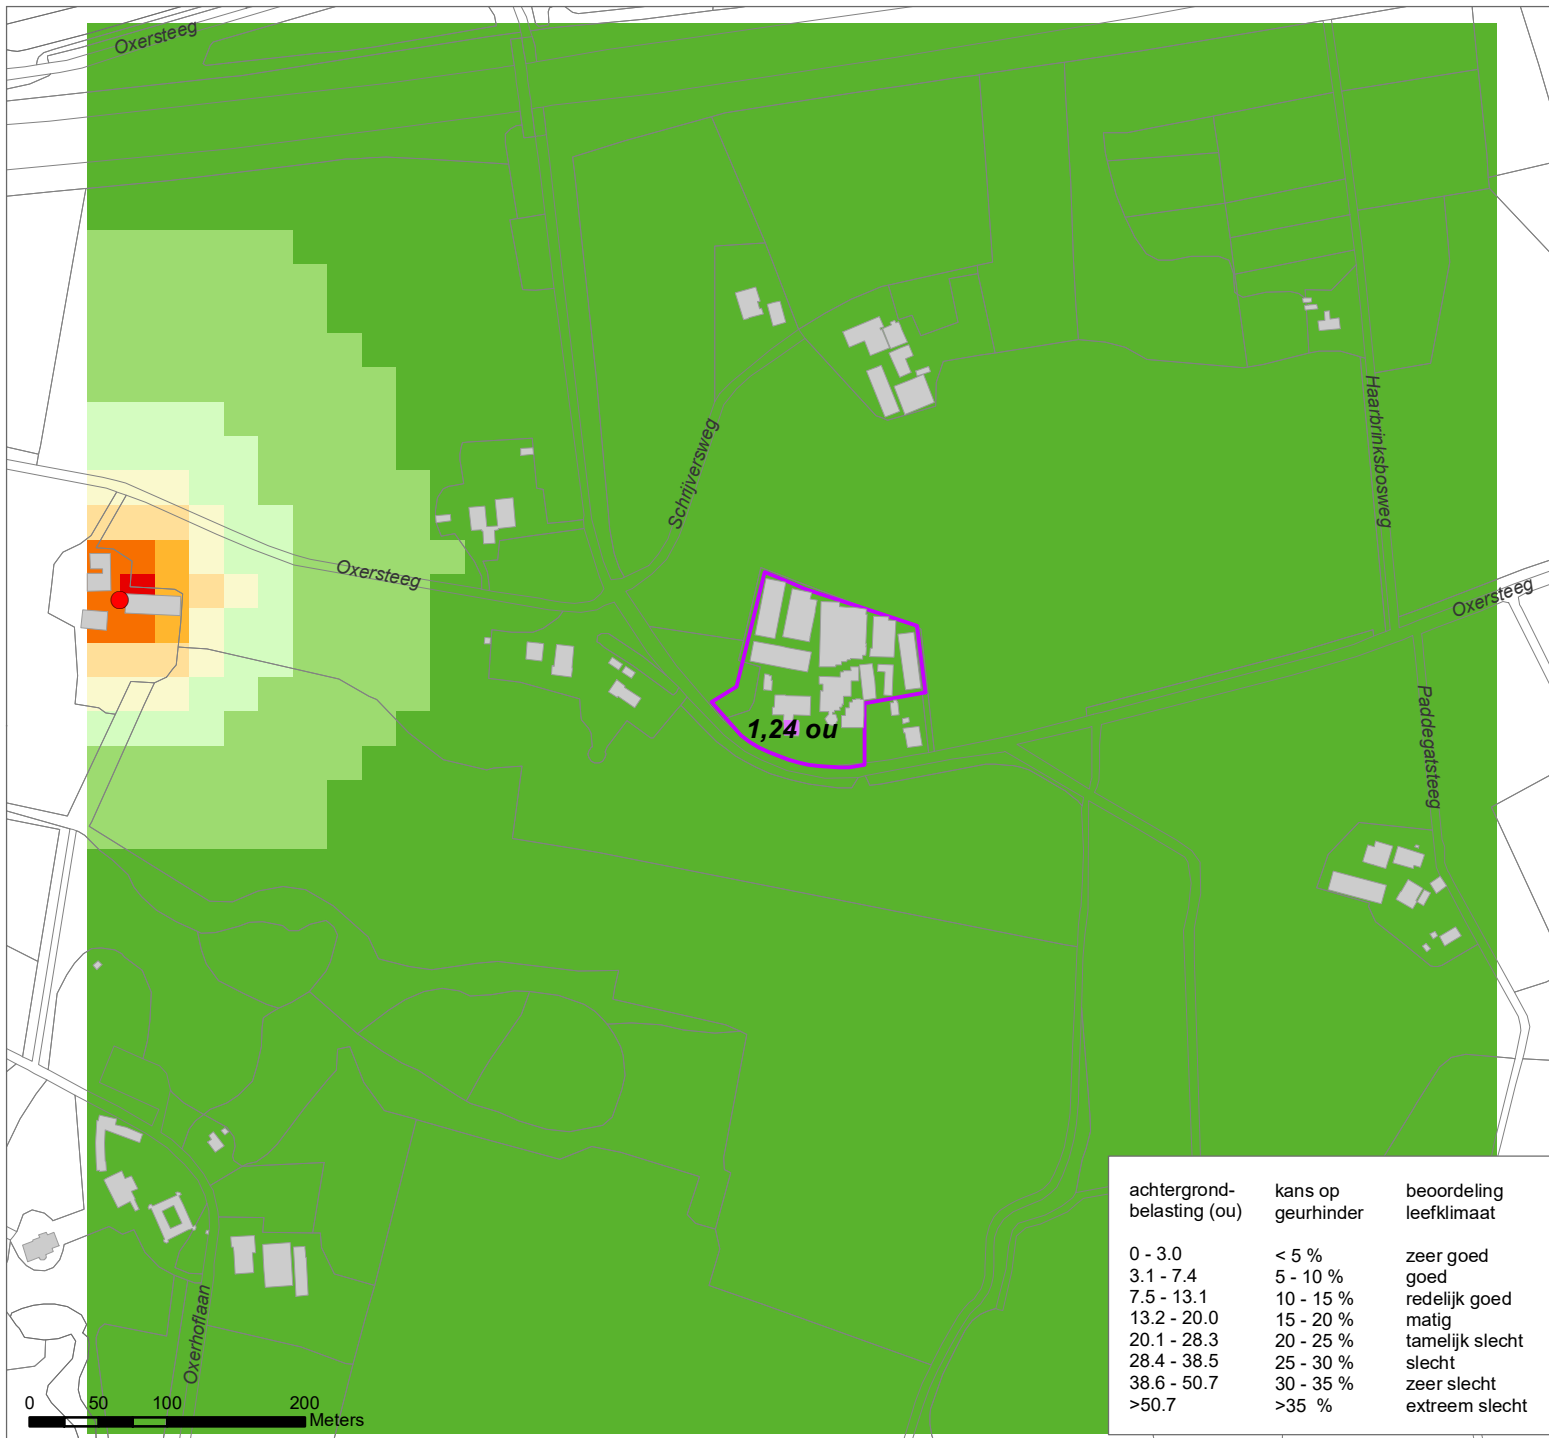 Oxersteeg
Schrijversweg
Haarbrinksbosweg
Oxersteeg
Oxersteeg
Paddegatsteeg
1,24 ou
Oxerhoflaan
0 50 100 200
Meters
achtergrond- kans op beoordeling
belasting (ou) geurhinder leefklimaat
0 - 3.0 < 5 % zeer goed
3.1 - 7.4 5 - 10 % goed
7.5 - 13.1 10 - 15 % redelijk goed
13.2 - 20.0 15 - 20 % matig
20.1 - 28.3 20 - 25 % tamelijk slecht
28.4 - 38.5 25 - 30 % slecht
38.6 - 50.7 30 - 35 % zeer slecht
>50.7 >35 % extreem slecht